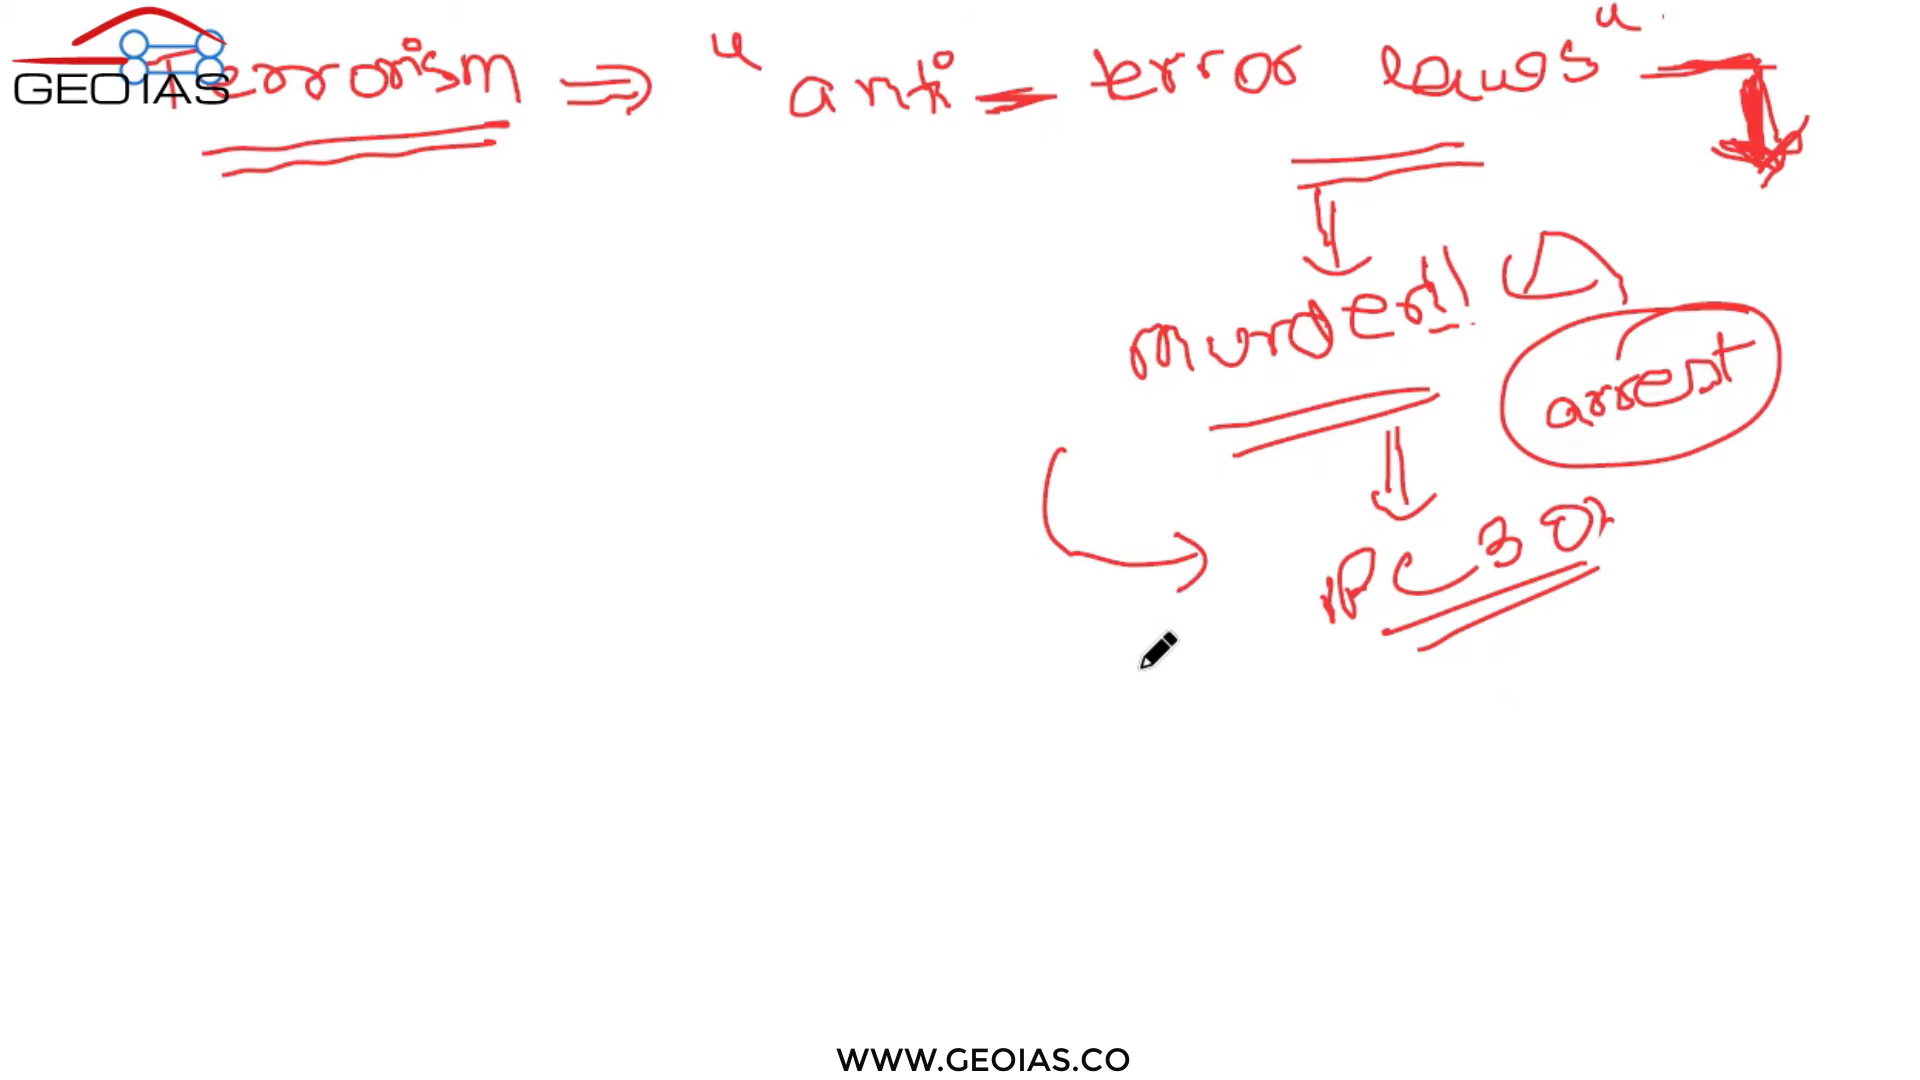 GEOIAS
terrorism ⇒ " anti-terror laws "
murder!!
arrest
IPC 302
WWW.GEOIAS.CO